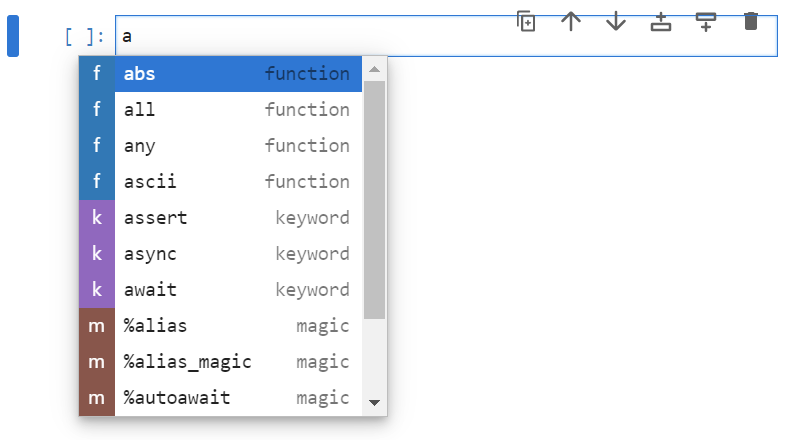 [ ]: a
f abs function
f all function
f any function
f ascii function
k assert keyword
k async keyword
k await keyword
m %alias magic
m %alias_magic magic
m %autoawait magic